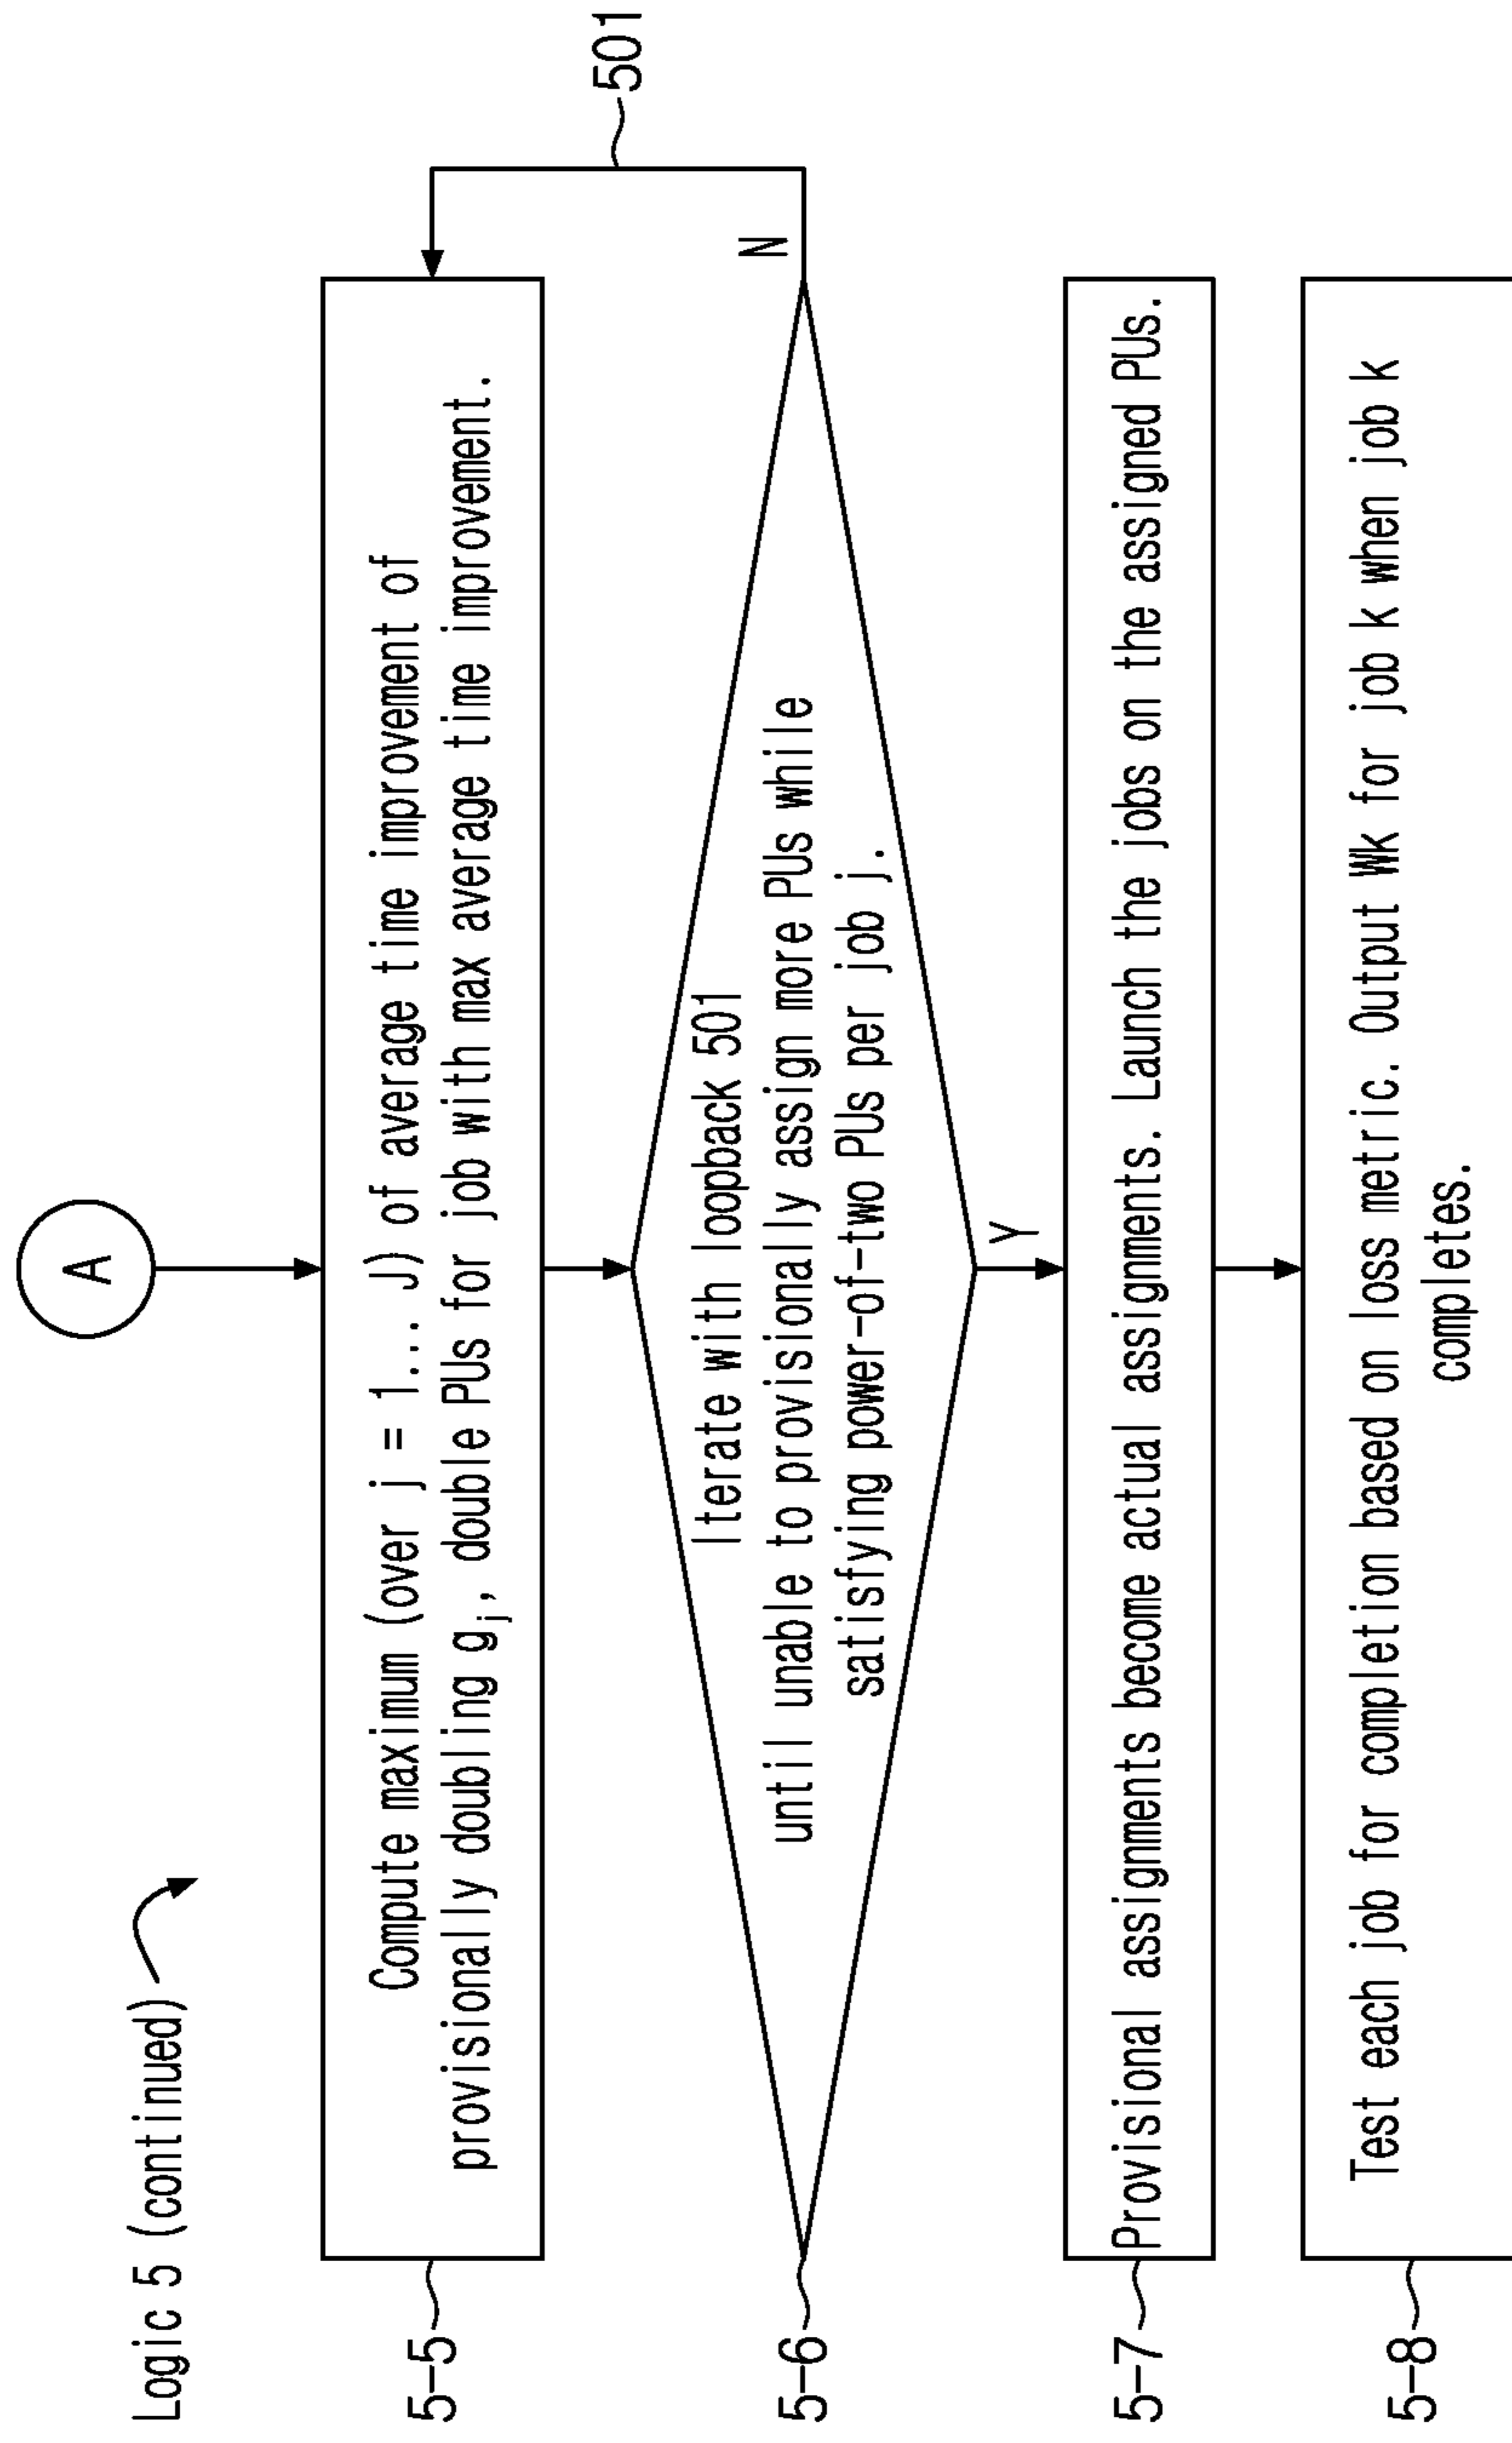 Logic 5 (continued)
A
5-5
Compute maximum (over j = 1... J) of average time improvement of
provisionally doubling gj, double PUs for job with max average time improvement.
501
5-6
Iterate with loopback 501
until unable to provisionally assign more PUs while
satisfying power-of-two PUs per job j.
N
Y
5-7
Provisional assignments become actual assignments. Launch the jobs on the assigned PUs.
5-8
Test each job for completion based on loss metric. Output Wk for job k when job k
completes.